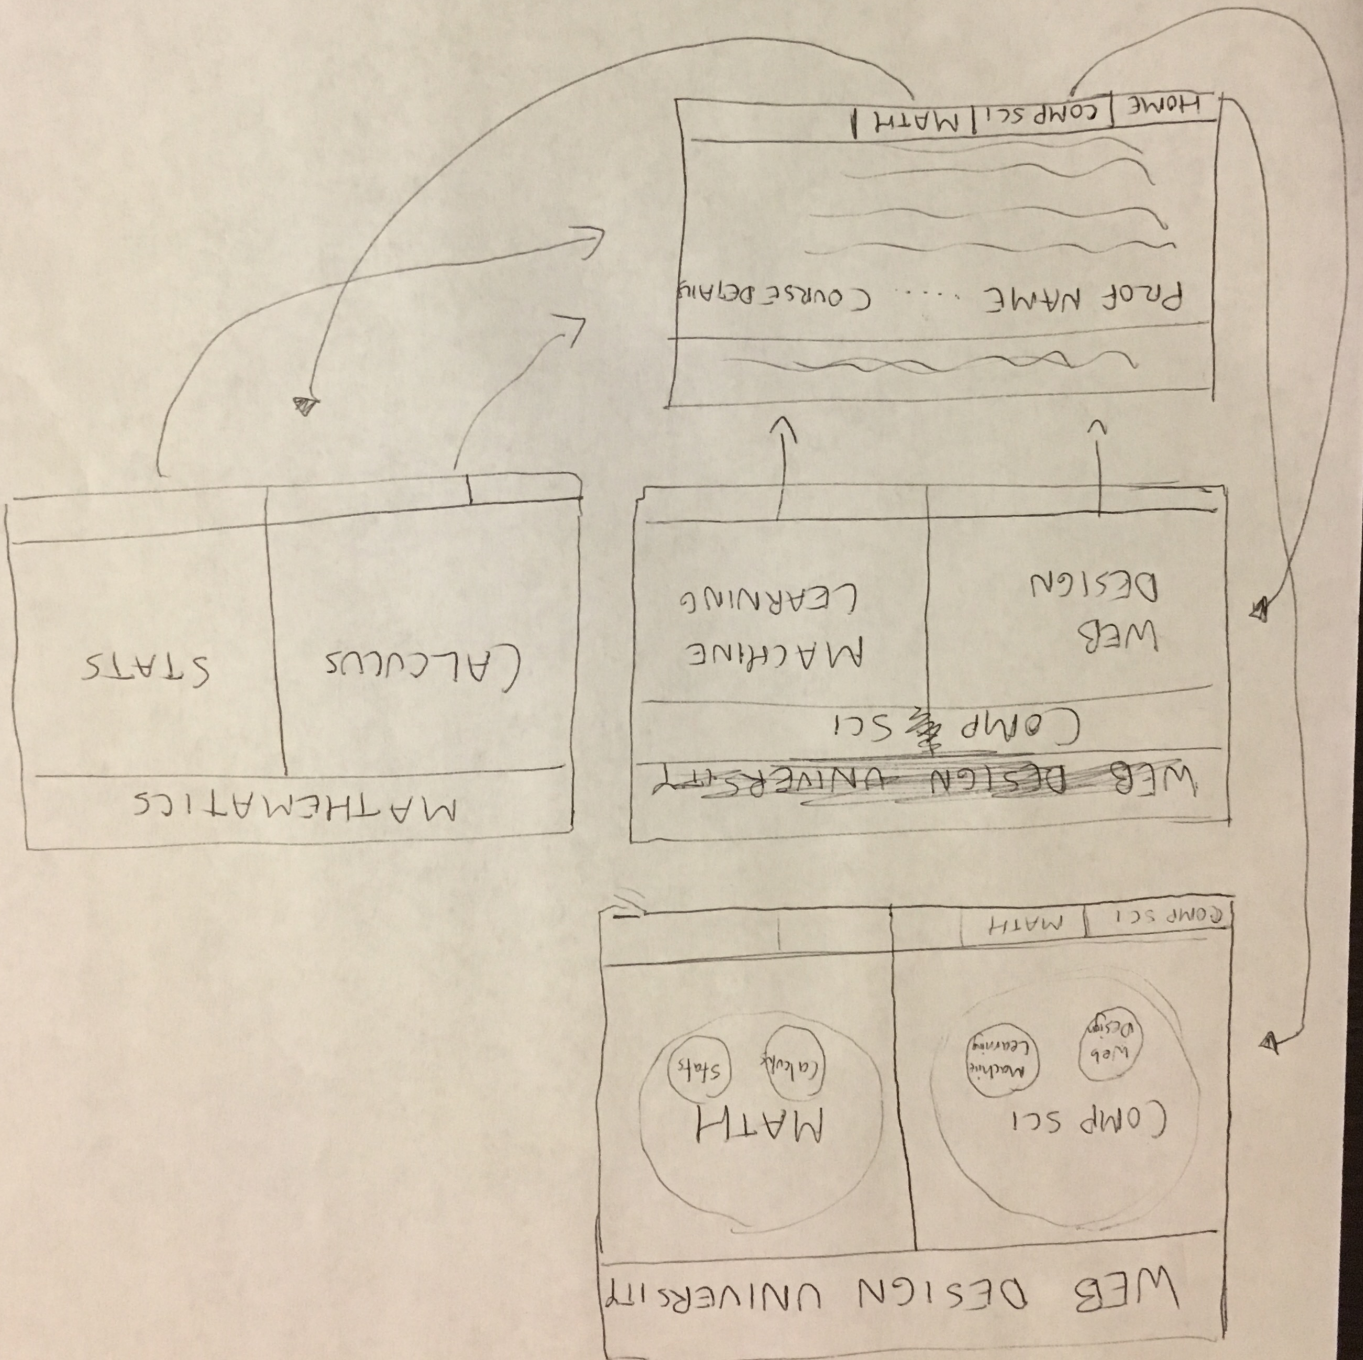 WEB DESIGN UNIVERSITY
COMP SCI
Web
Design
Machine
Learning
MATH
Calculus
Stats
COMP SCI MATH
WEB DESIGN UNIVERSITY
COMP SCI
WEB
DESIGN
MACHINE
LEARNING
MATHEMATICS
CALCULUS
STATS
PROF NAME .... COURSE DETAILS
HOME COMP SCI MATH